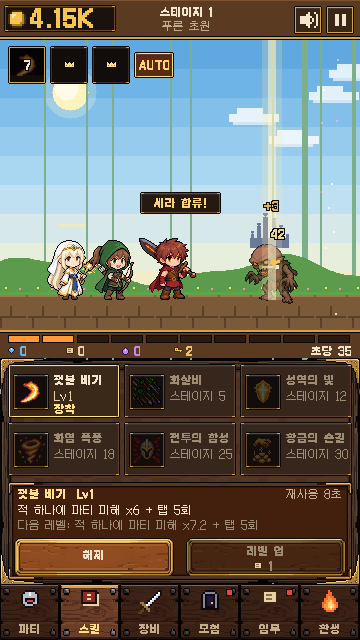 4.15K
스테이지 1
푸른 초원
7
AUTO
세라 합류!
+3
42
0
0
0
2
초당 35
잿불 베기
Lv1
장착
화살비
스테이지 5
성역의 빛
스테이지 12
화염 폭풍
스테이지 18
전투의 함성
스테이지 25
황금의 손길
스테이지 30
잿불 베기 Lv1
재사용 8초
적 하나에 파티 피해 x6 + 탭 5회
다음 레벨: 적 하나에 파티 피해 x7.2 + 탭 5회
해제
레벨 업
1
파티
스킬
장비
모험
임무
환생